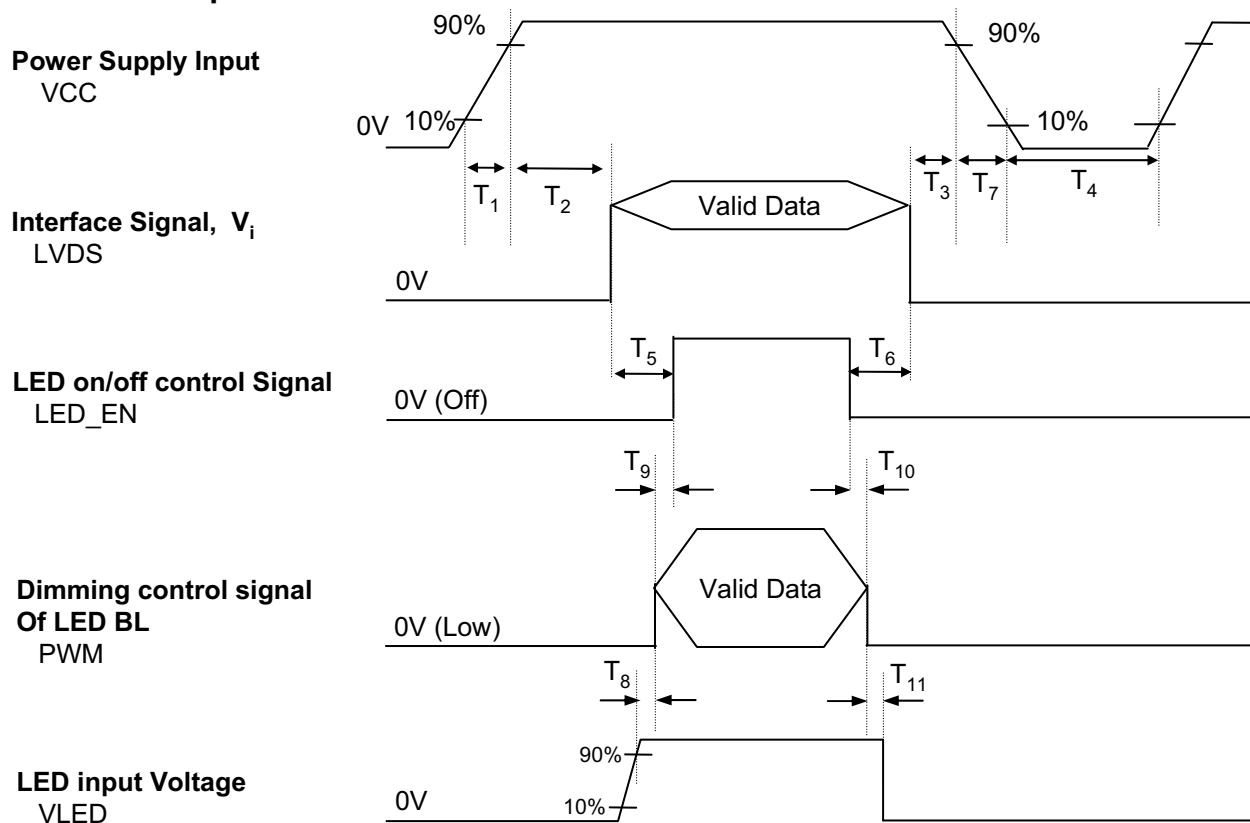 90%
90%
Power Supply Input
VCC
0V 10%
10%
T1 T2 T3 T7 T4
Valid Data
Interface Signal, Vi
LVDS
0V
T5 T6
LED on/off control Signal
LED_EN
0V (Off)
T9 T10
Dimming control signal
Of LED BL
PWM
Valid Data
0V (Low)
T8 T11
90%
LED input Voltage
VLED
0V
10%